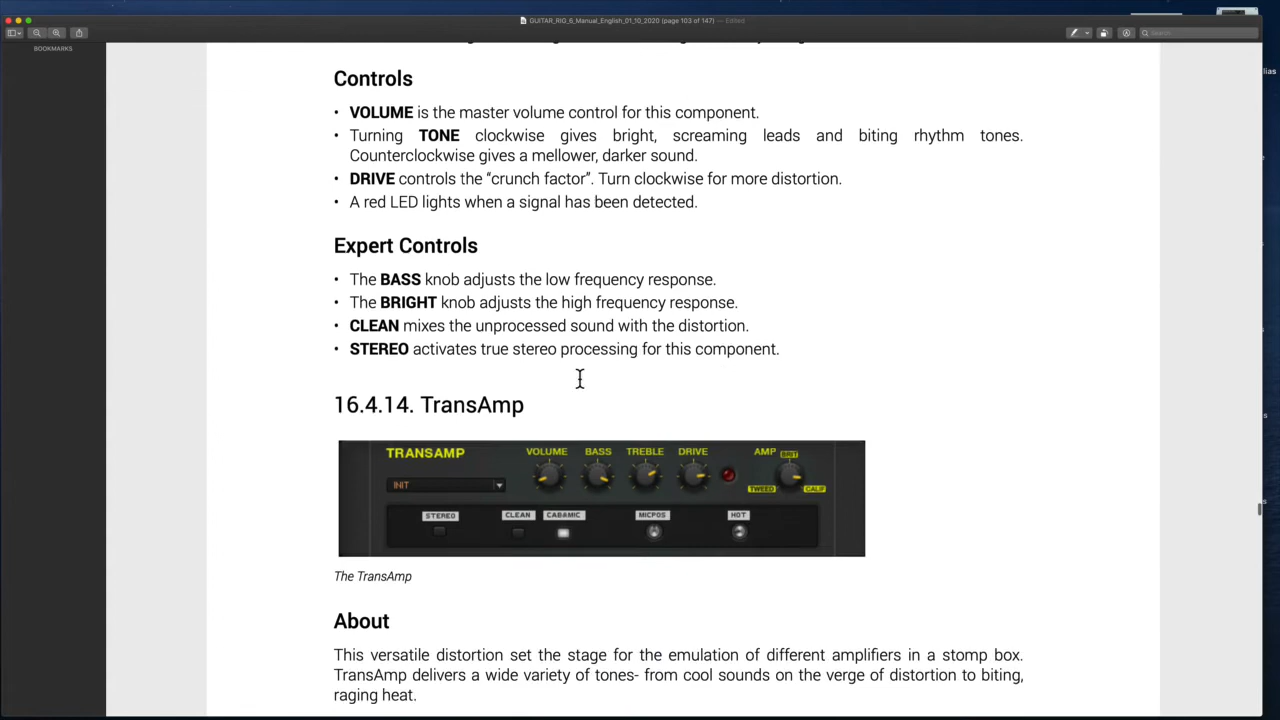 GUITAR_RIG_6_Manual_English_01_10_2020 (page 103 of 147) — Edited
Search
BOOKMARKS
Controls
• VOLUME is the master volume control for this component.
• Turning TONE clockwise gives bright, screaming leads and biting rhythm tones.
Counterclockwise gives a mellower, darker sound.
• DRIVE controls the “crunch factor”. Turn clockwise for more distortion.
• A red LED lights when a signal has been detected.
Expert Controls
• The BASS knob adjusts the low frequency response.
• The BRIGHT knob adjusts the high frequency response.
• CLEAN mixes the unprocessed sound with the distortion.
• STEREO activates true stereo processing for this component.
16.4.14. TransAmp
TRANSAMP VOLUME BASS TREBLE DRIVE AMP BRIT
INIT TWEED CALIF
STEREO CLEAN CABAMIC MICPOS HOT
The TransAmp
About
This versatile distortion set the stage for the emulation of different amplifiers in a stomp box.
TransAmp delivers a wide variety of tones- from cool sounds on the verge of distortion to biting,
raging heat.
lias